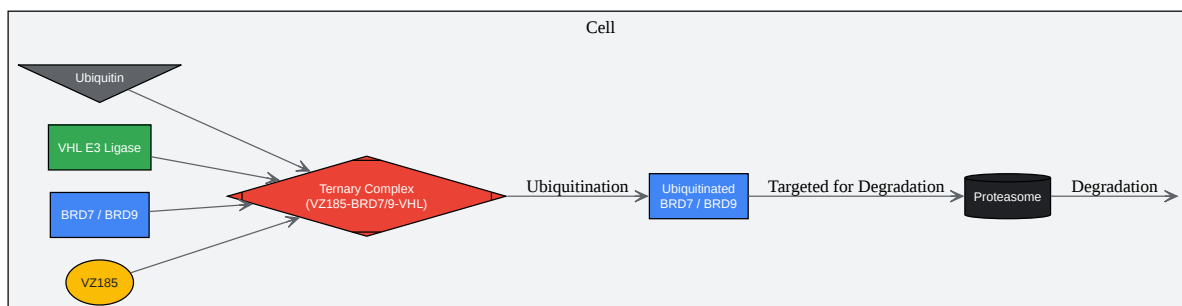 Cell
Ubiquitin
VHL E3 Ligase
BRD7 / BRD9
VZ185
Ternary Complex
(VZ185-BRD7/9-VHL)
Ubiquitination
Ubiquitinated
BRD7 / BRD9
Targeted for Degradation
Proteasome
Degradation